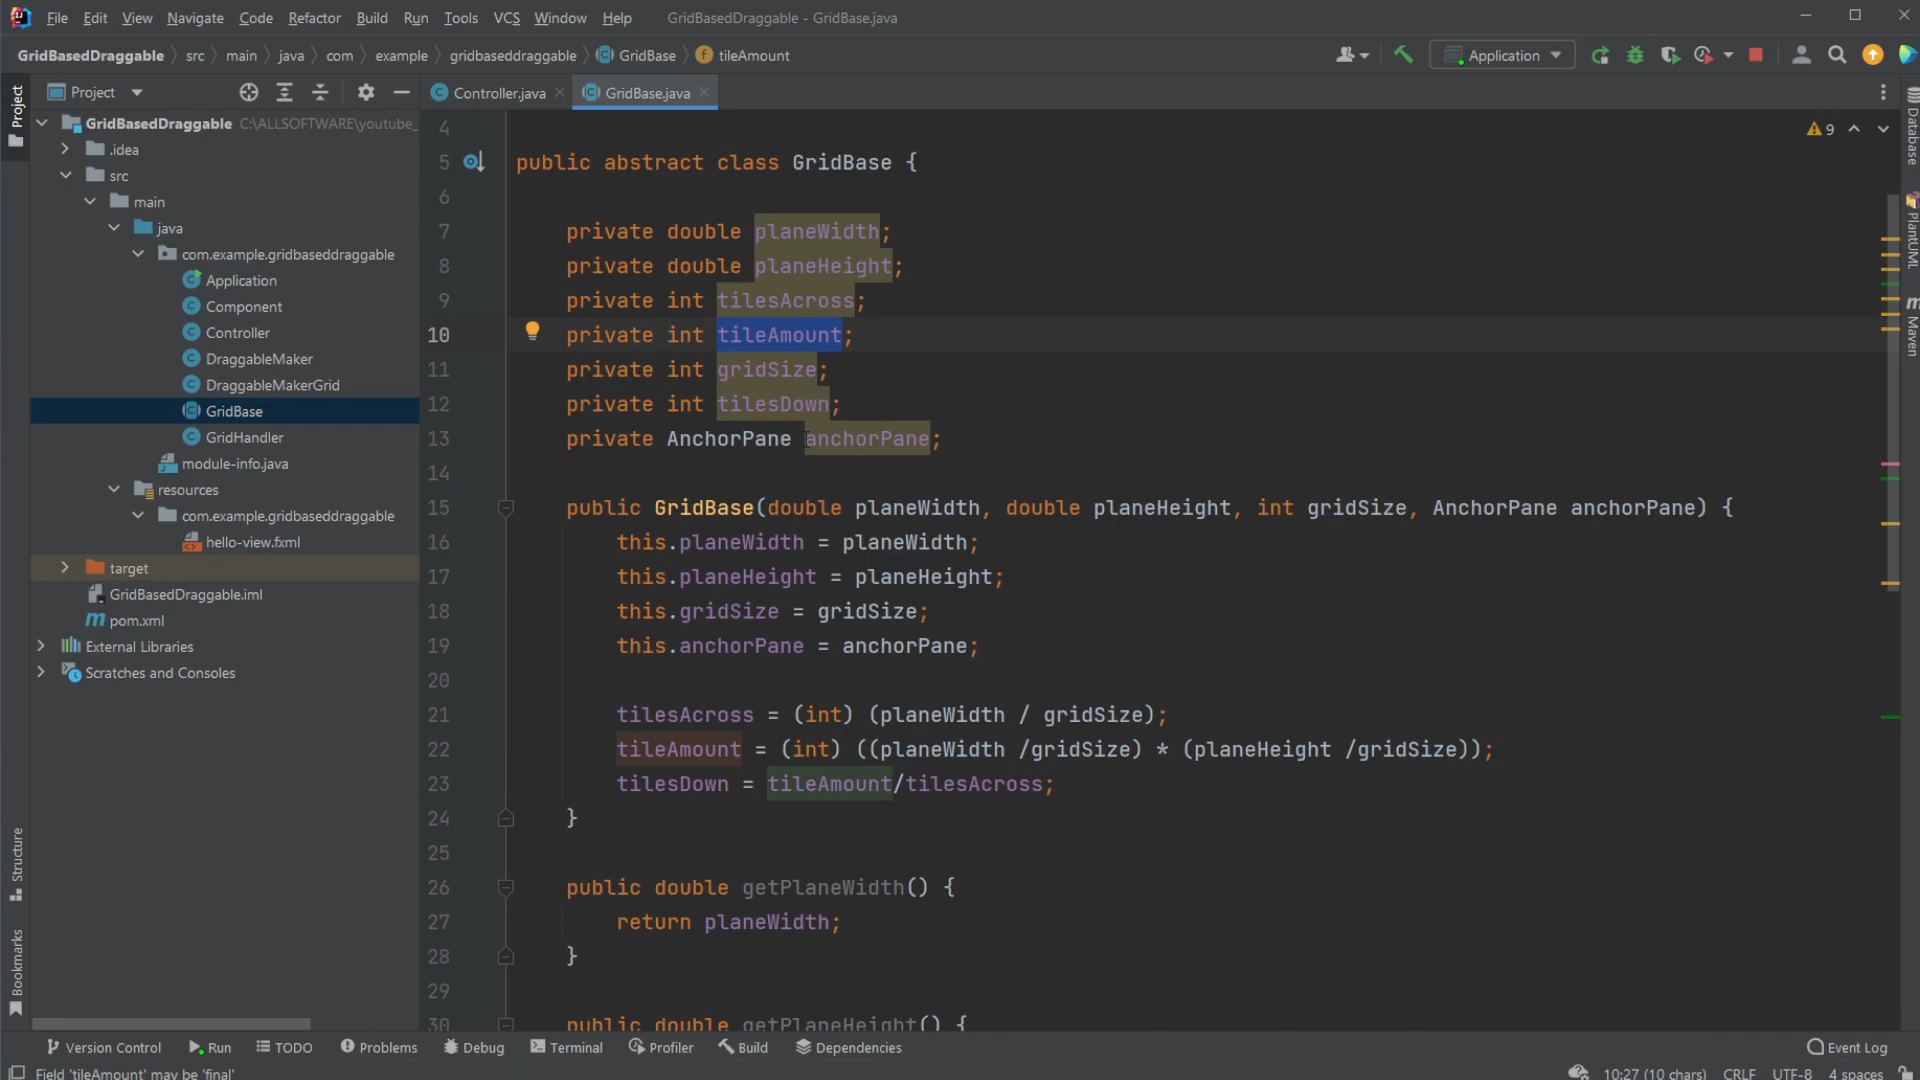 File Edit View Navigate Code Refactor Build Run Tools VCS Window Help GridBasedDraggable - GridBase.java
GridBasedDraggable src main java com example gridbaseddraggable GridBase tileAmount Application
Project
Controller.java
GridBase.java
Project
GridBasedDraggable C:\ALLSOFTWARE\youtube_
.idea
src
main
java
com.example.gridbaseddraggable
Application
Component
Controller
DraggableMaker
DraggableMakerGrid
GridBase
GridHandler
module-info.java
resources
com.example.gridbaseddraggable
hello-view.fxml
target
GridBasedDraggable.iml
pom.xml
External Libraries
Scratches and Consoles
Structure
Bookmarks
9
4
5 public abstract class GridBase {
6
7 private double planeWidth;
8 private double planeHeight;
9 private int tilesAcross;
10 private int tileAmount;
11 private int gridSize;
12 private int tilesDown;
13 private AnchorPane anchorPane;
14
15 public GridBase(double planeWidth, double planeHeight, int gridSize, AnchorPane anchorPane) {
16 this.planeWidth = planeWidth;
17 this.planeHeight = planeHeight;
18 this.gridSize = gridSize;
19 this.anchorPane = anchorPane;
20
21 tilesAcross = (int) (planeWidth / gridSize);
22 tileAmount = (int) ((planeWidth /gridSize) * (planeHeight /gridSize));
23 tilesDown = tileAmount/tilesAcross;
24 }
25
26 public double getPlaneWidth() {
27 return planeWidth;
28 }
29
30 public double getPlaneHeight() {
Database
PlantUML
Maven
Version Control Run TODO Problems Debug Terminal Profiler Build Dependencies Event Log
Field 'tileAmount' may be 'final' 10:27 (10 chars) CRLF UTF-8 4 spaces